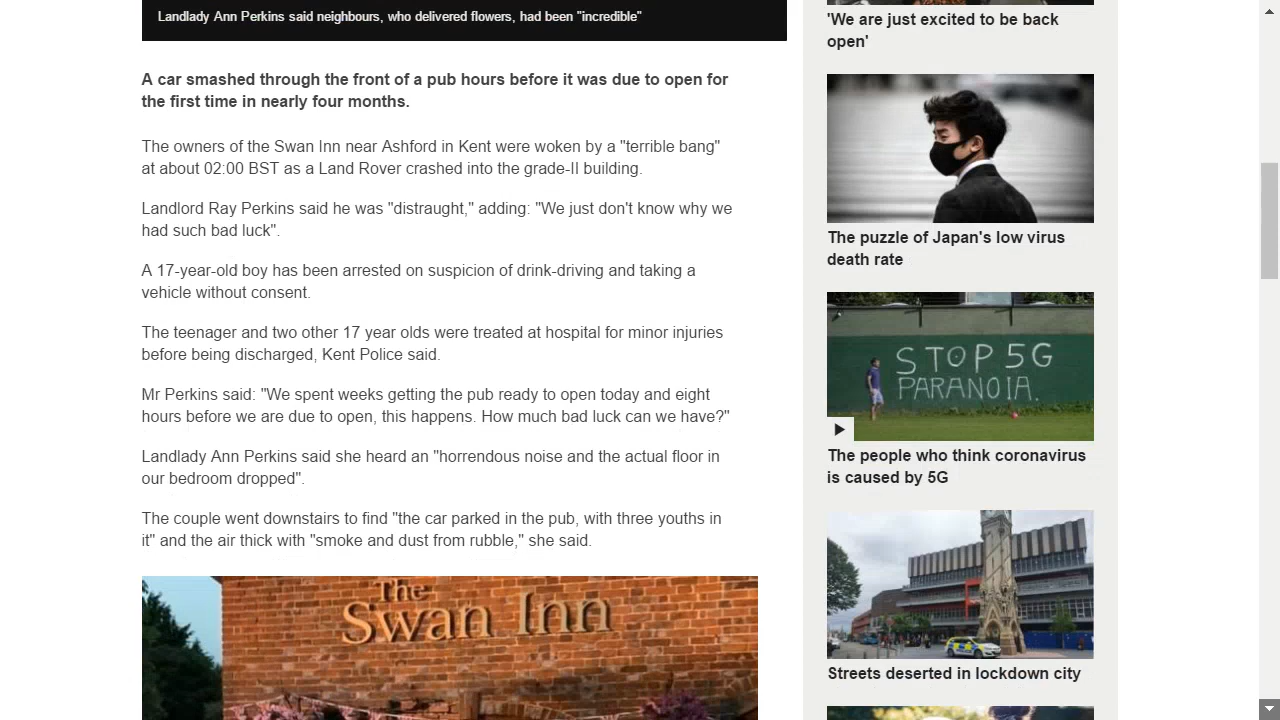 Landlady Ann Perkins said neighbours, who delivered flowers, had been "incredible"
A car smashed through the front of a pub hours before it was due to open for
the first time in nearly four months.
The owners of the Swan Inn near Ashford in Kent were woken by a "terrible bang"
at about 02:00 BST as a Land Rover crashed into the grade-II building.
Landlord Ray Perkins said he was "distraught," adding: "We just don't know why we
had such bad luck".
A 17-year-old boy has been arrested on suspicion of drink-driving and taking a
vehicle without consent.
The teenager and two other 17 year olds were treated at hospital for minor injuries
before being discharged, Kent Police said.
Mr Perkins said: "We spent weeks getting the pub ready to open today and eight
hours before we are due to open, this happens. How much bad luck can we have?"
Landlady Ann Perkins said she heard an "horrendous noise and the actual floor in
our bedroom dropped".
The couple went downstairs to find "the car parked in the pub, with three youths in
it" and the air thick with "smoke and dust from rubble," she said.
The
Swan Inn
'We are just excited to be back
open'
The puzzle of Japan's low virus
death rate
STOP 5G
PARANOIA.
The people who think coronavirus
is caused by 5G
Streets deserted in lockdown city